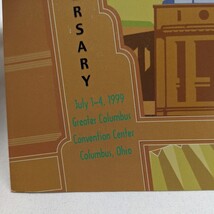 RSARY
July 1-4, 1999
Greater Columbus
Convention Center
Columbus, Ohio